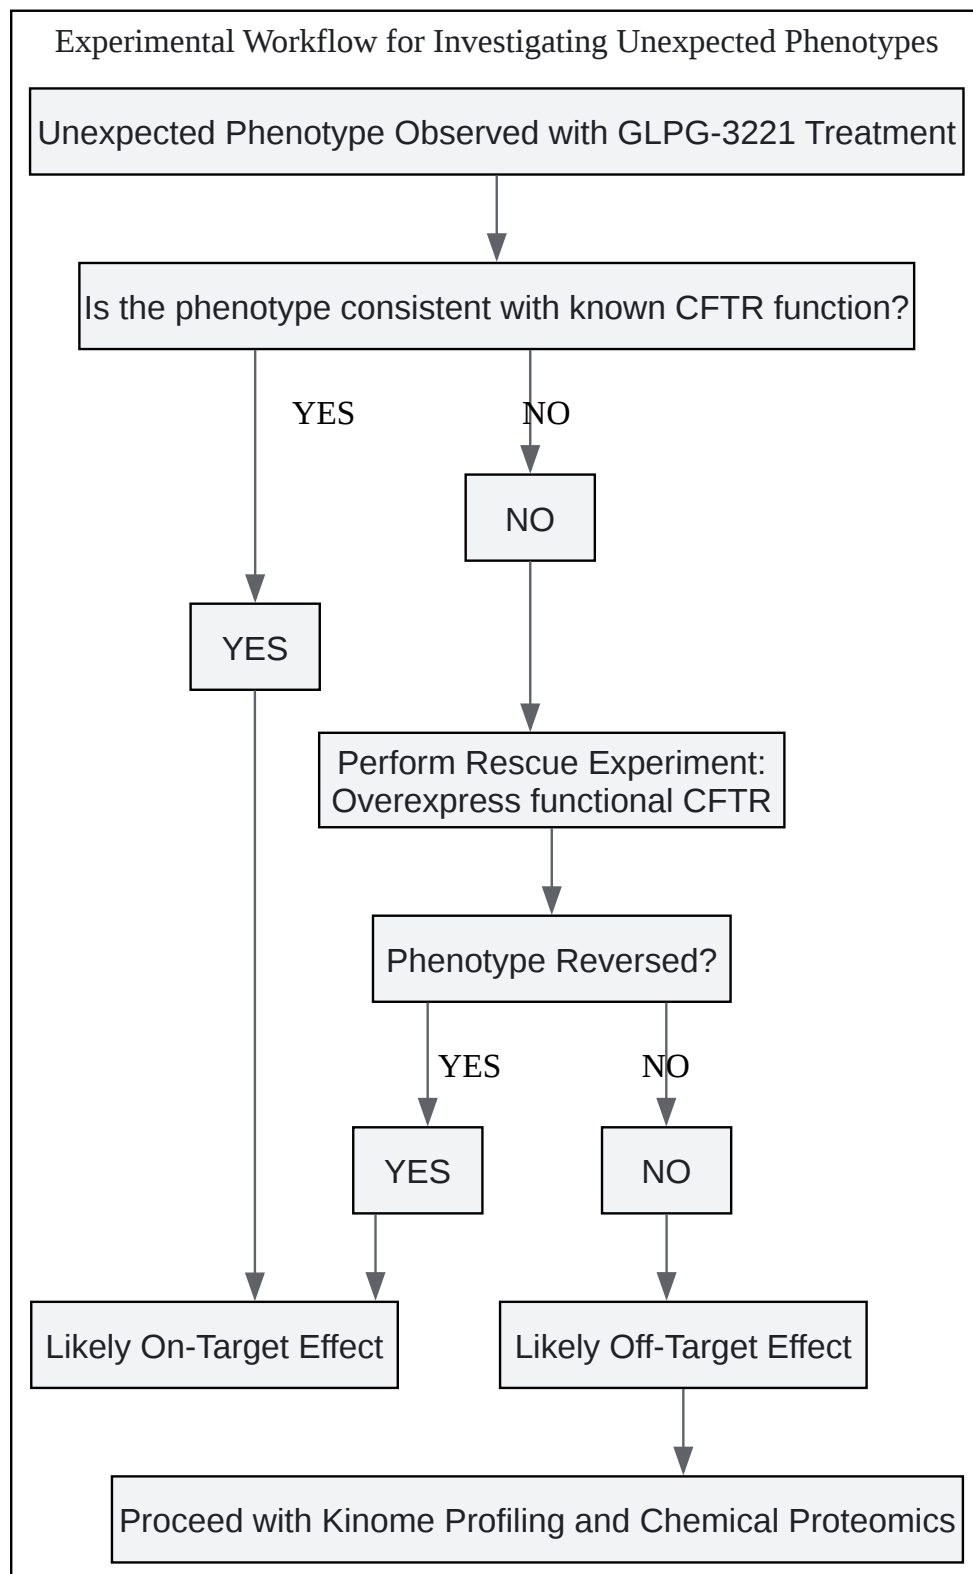 Experimental Workflow for Investigating Unexpected Phenotypes
Unexpected Phenotype Observed with GLPG-3221 Treatment
Is the phenotype consistent with known CFTR function?
YES
NO
NO
YES
Perform Rescue Experiment:
Overexpress functional CFTR
Phenotype Reversed?
YES
NO
YES
NO
Likely On-Target Effect
Likely Off-Target Effect
Proceed with Kinome Profiling and Chemical Proteomics